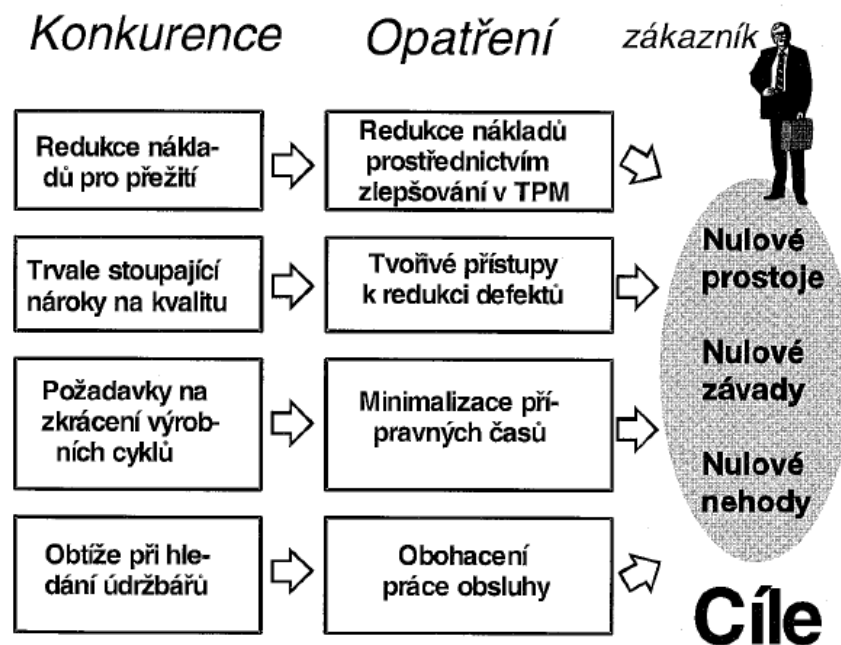 Konkurence
Opatření
zákazník
Redukce nákla-
dů pro přežití
Redukce nákladů
prostřednictvím
zlepšování v TPM
Trvale stoupající
nároky na kvalitu
Tvořivé přístupy
k redukci defektů
Požadavky na
zkrácení výrob-
ních cyklů
Minimalizace pří-
pravných časů
Obtíže při hle-
dání údržbářů
Obohacení
práce obsluhy
Nulové
prostoje
Nulové
závady
Nulové
nehody
Cíle